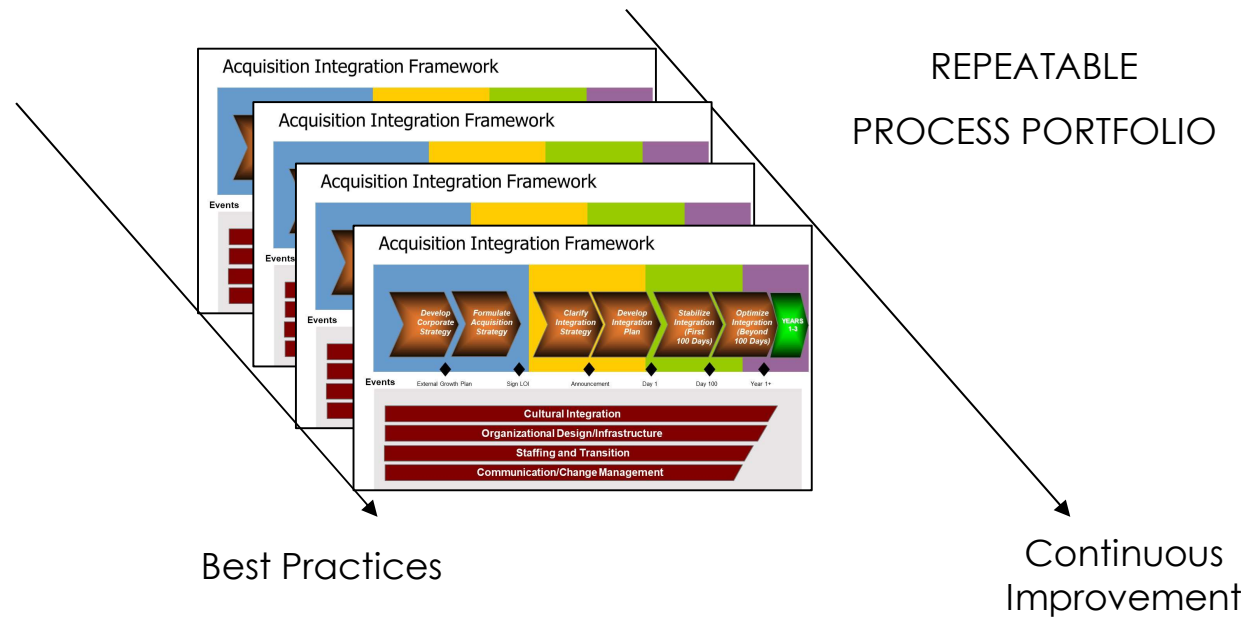 REPEATABLE
PROCESS PORTFOLIO
Acquisition Integration Framework
Events
Acquisition Integration Framework
Events
Acquisition Integration Framework
Events
Acquisition Integration Framework
Develop
Corporate
Strategy
Formulate
Acquisition
Strategy
Clarify
Integration
Strategy
Develop
Integration
Plan
Stabilize
Integration
(First
100 Days)
Optimize
Integration
(Beyond
100 Days)
YEARS
1-3
Events
External Growth Plan
Sign LOI
Announcement
Day 1
Day 100
Year 1+
Cultural Integration
Organizational Design/Infrastructure
Staffing and Transition
Communication/Change Management
Best Practices
Continuous
Improvement